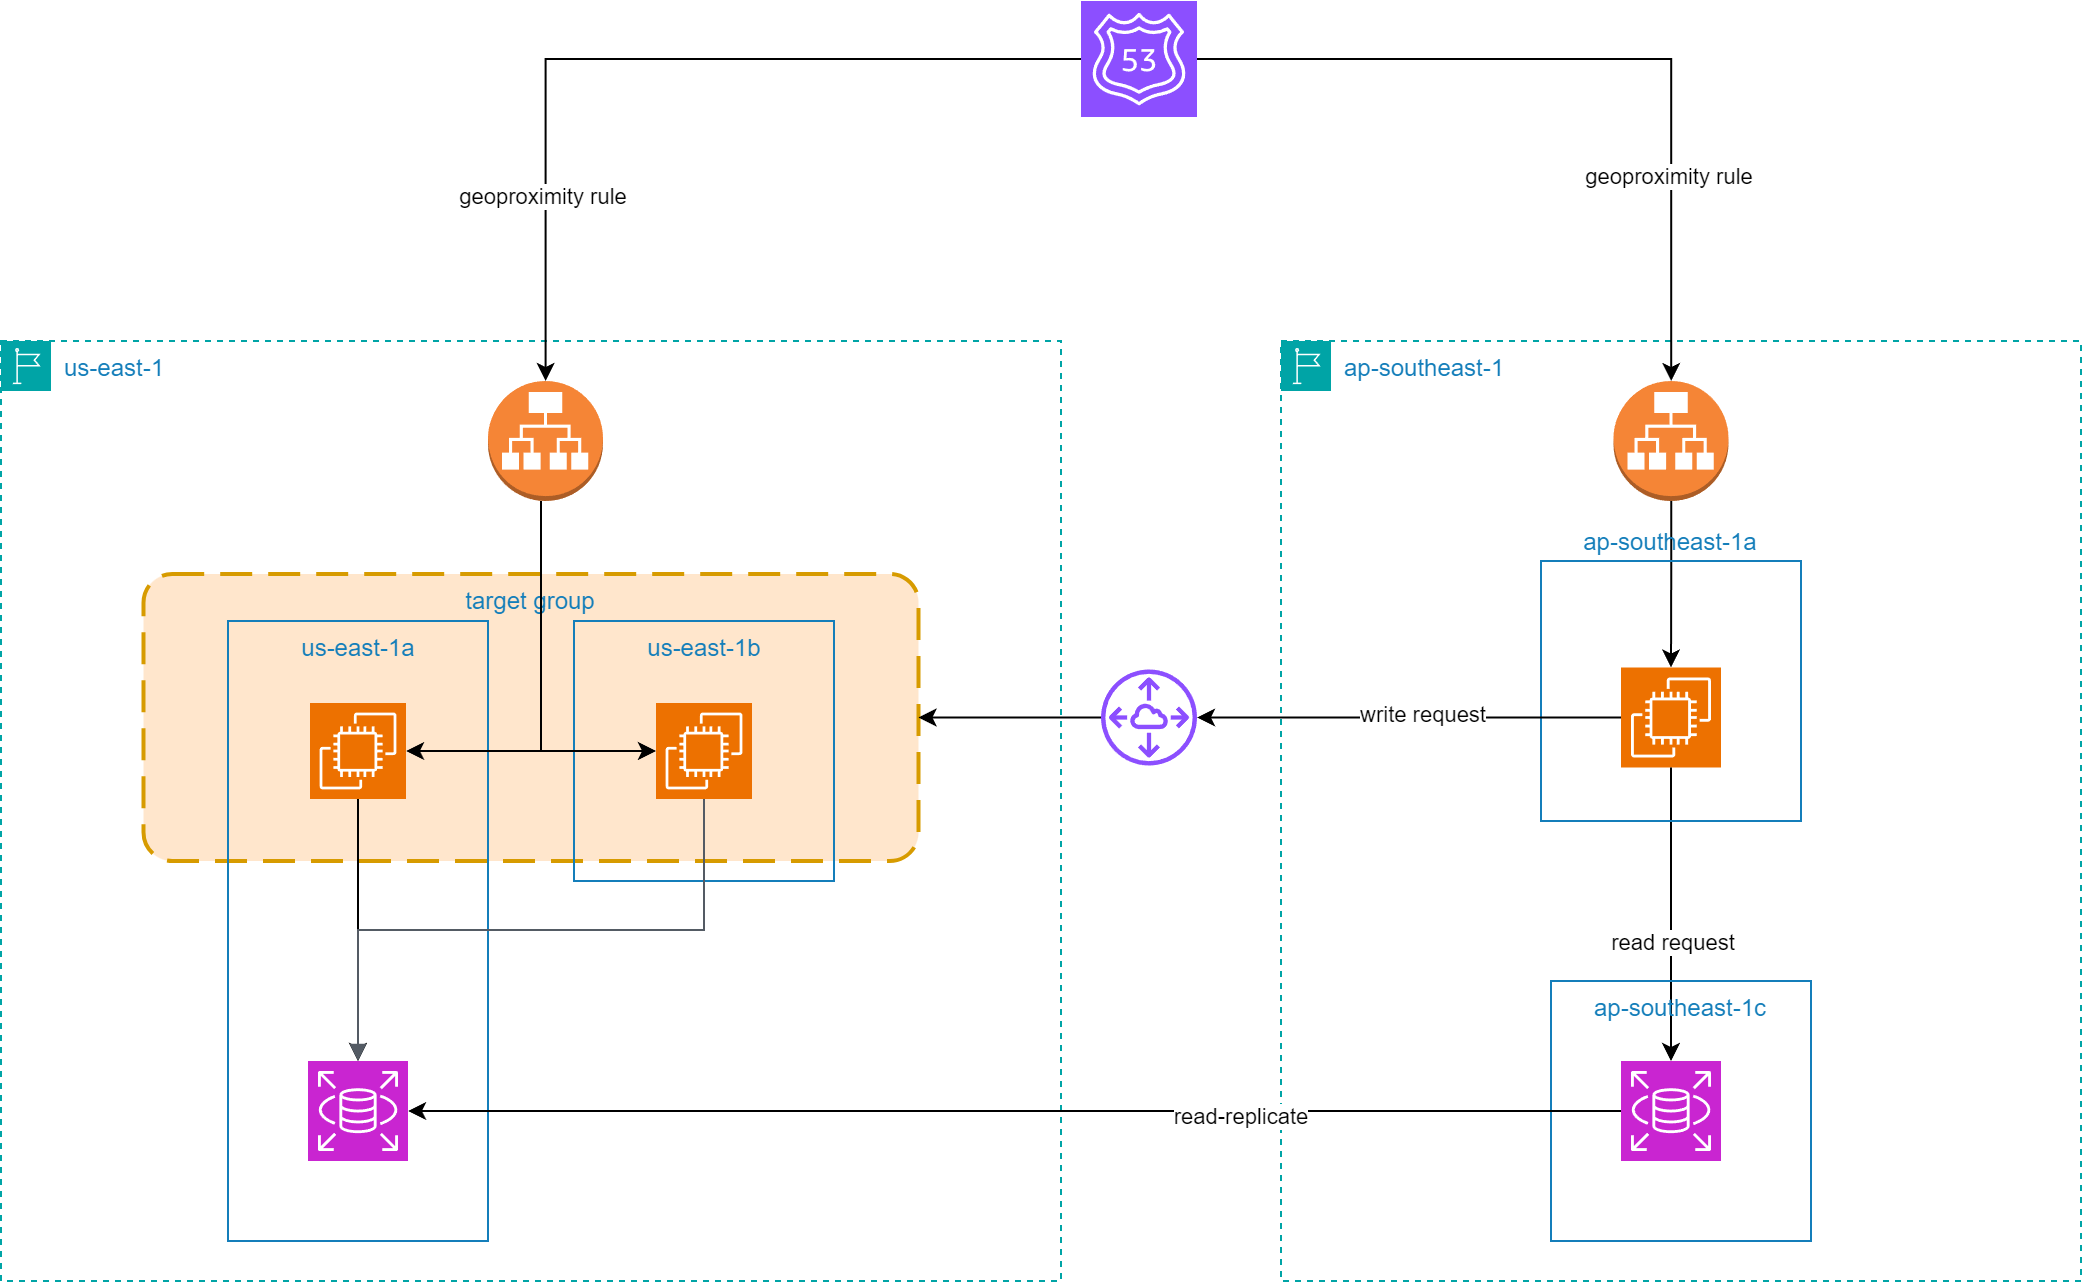 53
geoproximity rule
geoproximity rule
us-east-1
ap-southeast-1
ap-southeast-1a
target group
us-east-1a
us-east-1b
write request
read request
ap-southeast-1c
read-replicate